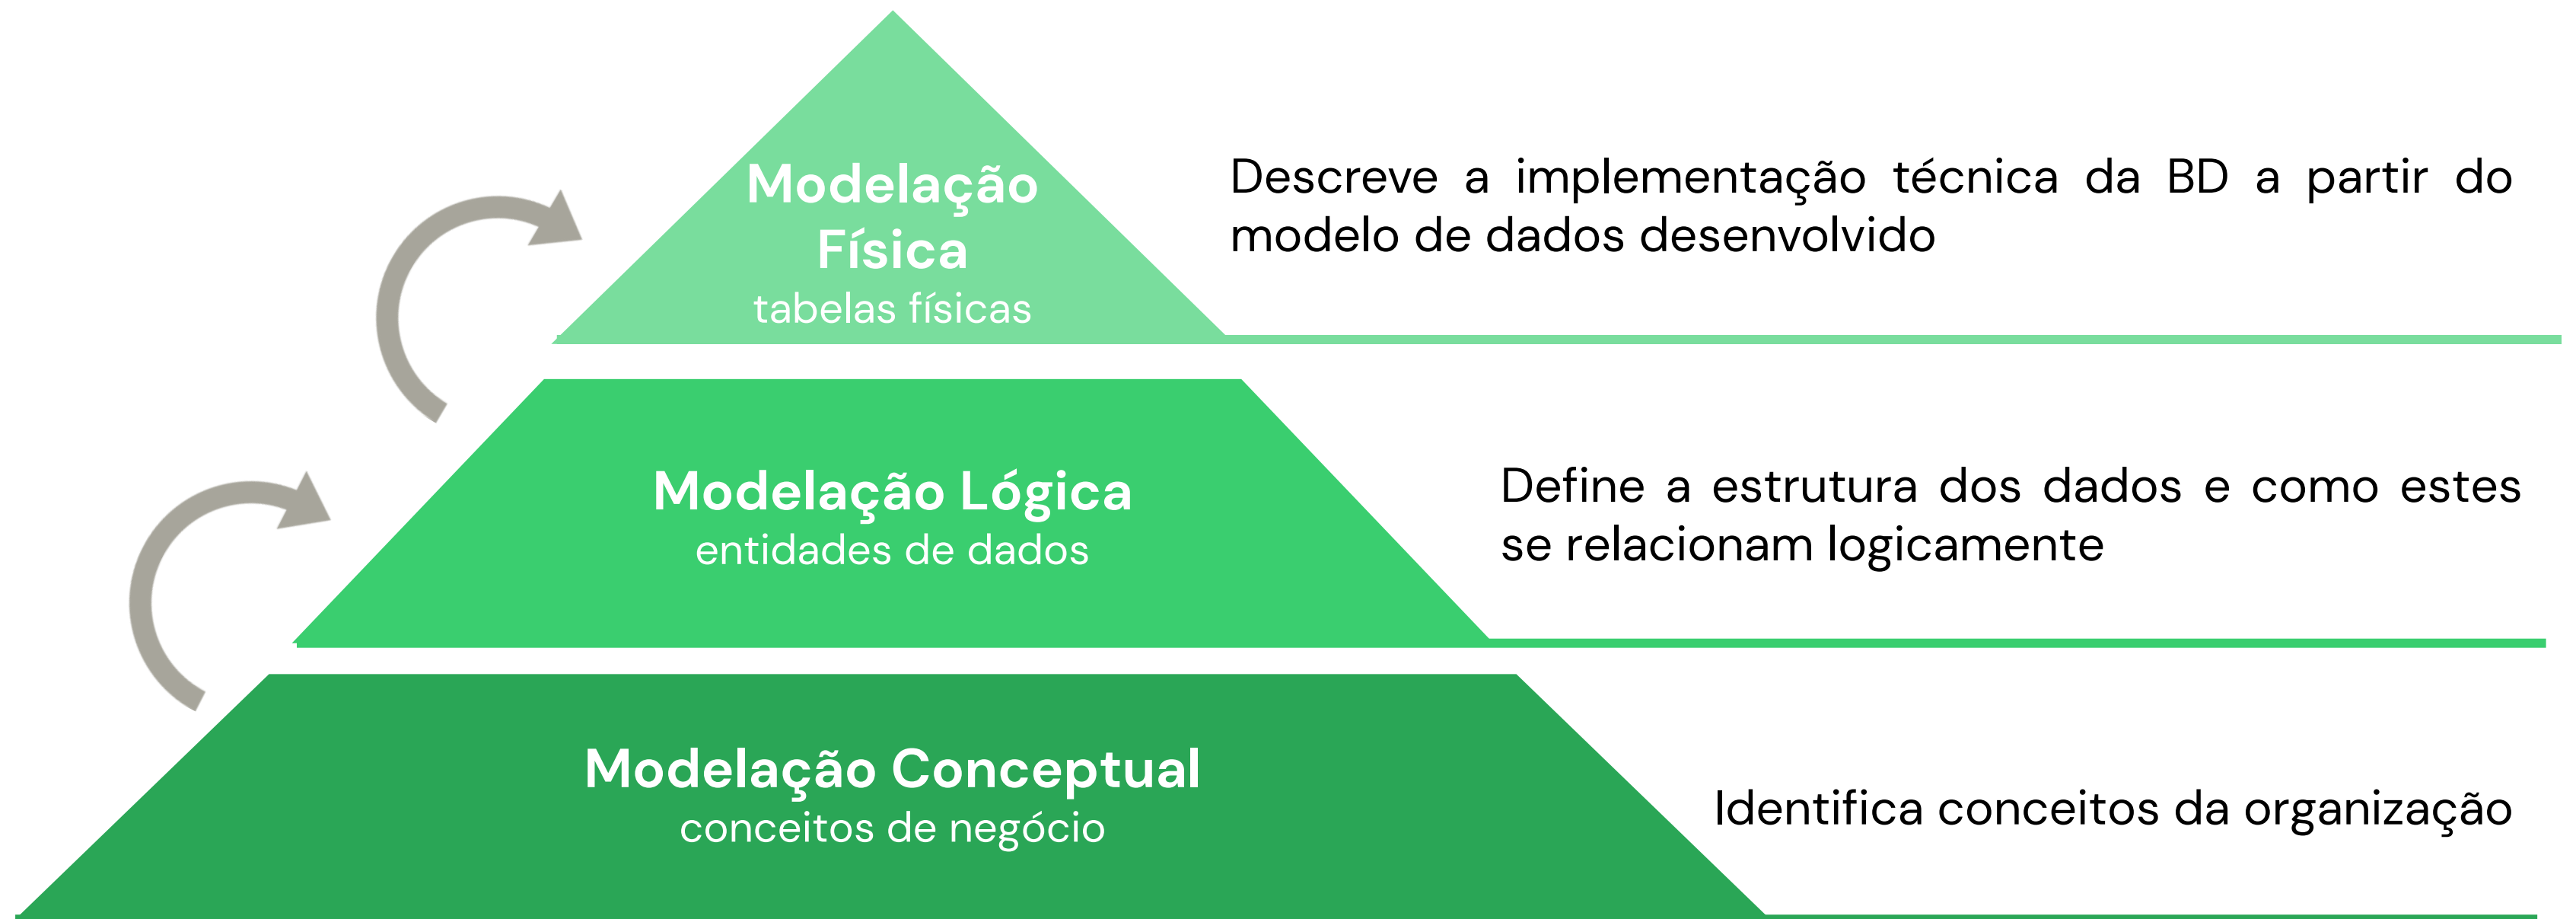 Modelação
Física
tabelas físicas
Descreve a implementação técnica da BD a partir do
modelo de dados desenvolvido
Modelação Lógica
entidades de dados
Define a estrutura dos dados e como estes
se relacionam logicamente
Modelação Conceptual
conceitos de negócio
Identifica conceitos da organização